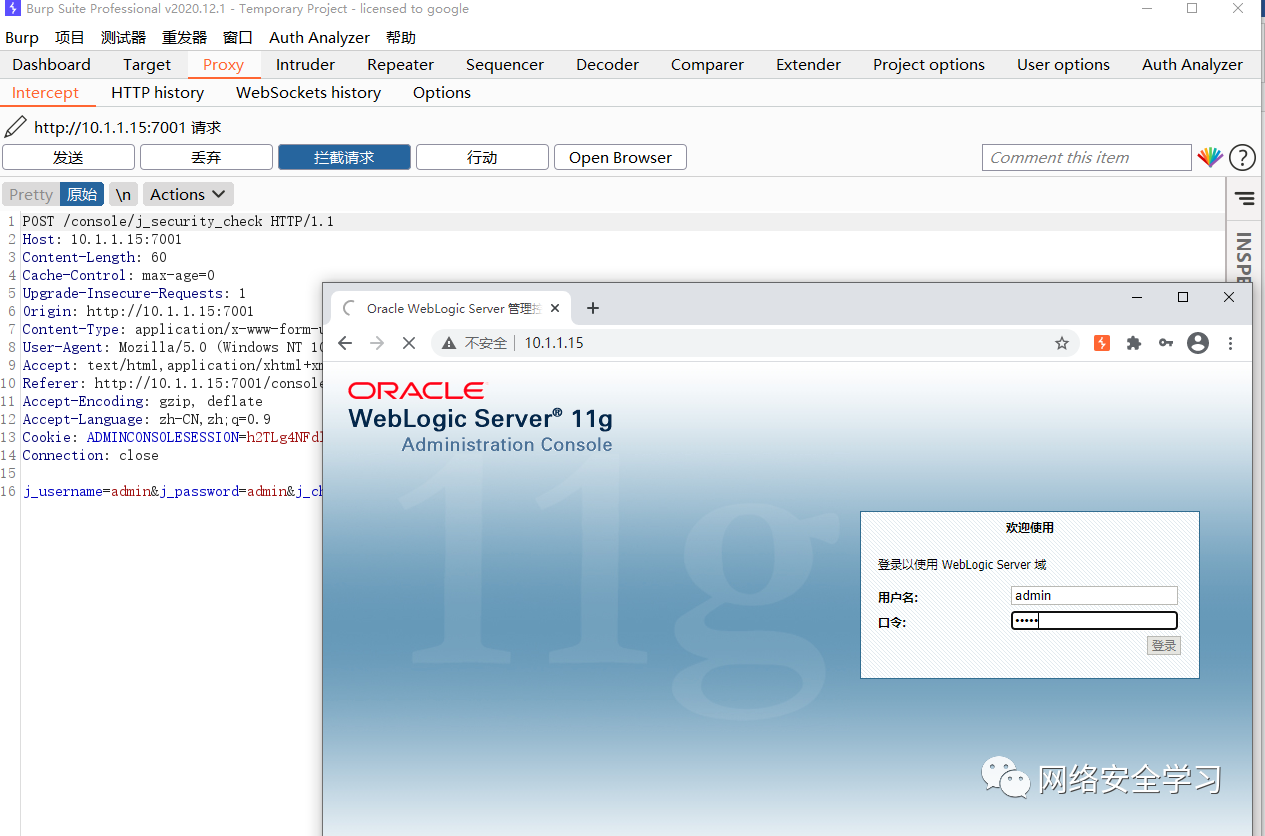 Burp Suite Professional v2020.12.1 - Temporary Project - licensed to google
Burp 项目 测试器 重发器 窗口 Auth Analyzer 帮助
Dashboard Target Proxy Intruder Repeater Sequencer Decoder Comparer Extender Project options User options Auth Analyzer
Intercept HTTP history WebSockets history Options
http://10.1.1.15:7001 请求
发送 丢弃 拦截请求 行动 Open Browser Comment this item ?
Pretty 原始 \n Actions
INSPE
1 POST /console/j_security_check HTTP/1.1
2 Host: 10.1.1.15:7001
3 Content-Length: 60
4 Cache-Control: max-age=0
5 Upgrade-Insecure-Requests: 1
6 Origin: http://10.1.1.15:7001
7 Content-Type: application/x-www-form-u
8 User-Agent: Mozilla/5.0 (Windows NT 10
9 Accept: text/html,application/xhtml+xm
10 Referer: http://10.1.1.15:7001/console
11 Accept-Encoding: gzip, deflate
12 Accept-Language: zh-CN,zh;q=0.9
13 Cookie: ADMINCONSOLESESSION=h2TLg4NFd
14 Connection: close
15
16 j_username=admin&j_password=admin&j_ch
Oracle WebLogic Server 管理控
不安全 10.1.1.15
ORACLE
WebLogic Server® 11g
Administration Console
11g
欢迎使用
登录以使用 WebLogic Server 域
用户名: admin
口令: •••••
登录
网络安全学习